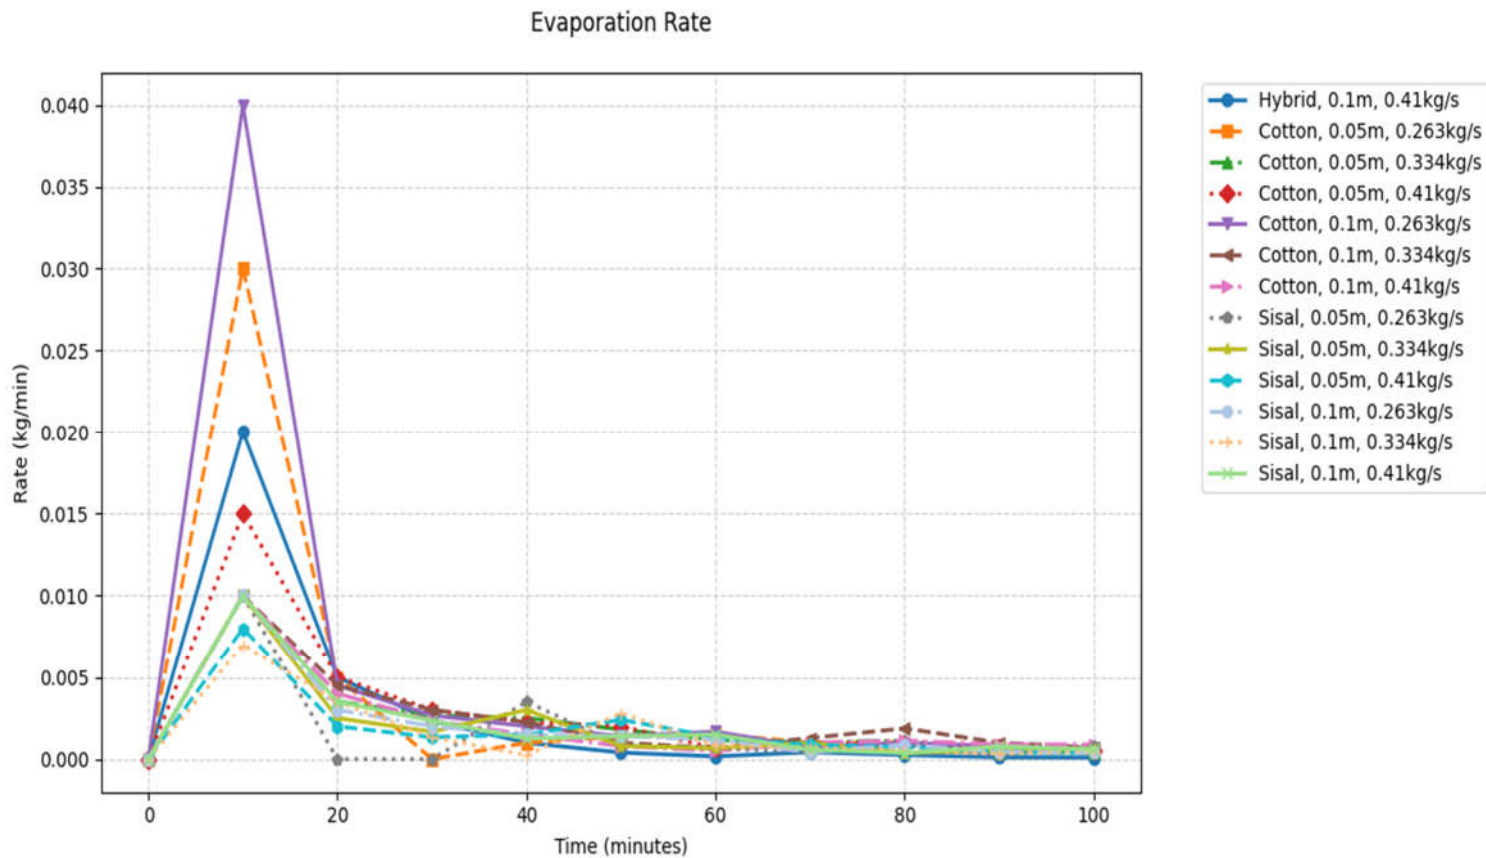 Evaporation Rate
0.040
0.035
0.030
0.025
0.020
0.015
0.010
0.005
0.000
Rate (kg/min)
0
20
40
60
80
100
Time (minutes)
Hybrid, 0.1m, 0.41kg/s
Cotton, 0.05m, 0.263kg/s
Cotton, 0.05m, 0.334kg/s
Cotton, 0.05m, 0.41kg/s
Cotton, 0.1m, 0.263kg/s
Cotton, 0.1m, 0.334kg/s
Cotton, 0.1m, 0.41kg/s
Sisal, 0.05m, 0.263kg/s
Sisal, 0.05m, 0.334kg/s
Sisal, 0.05m, 0.41kg/s
Sisal, 0.1m, 0.263kg/s
Sisal, 0.1m, 0.334kg/s
Sisal, 0.1m, 0.41kg/s